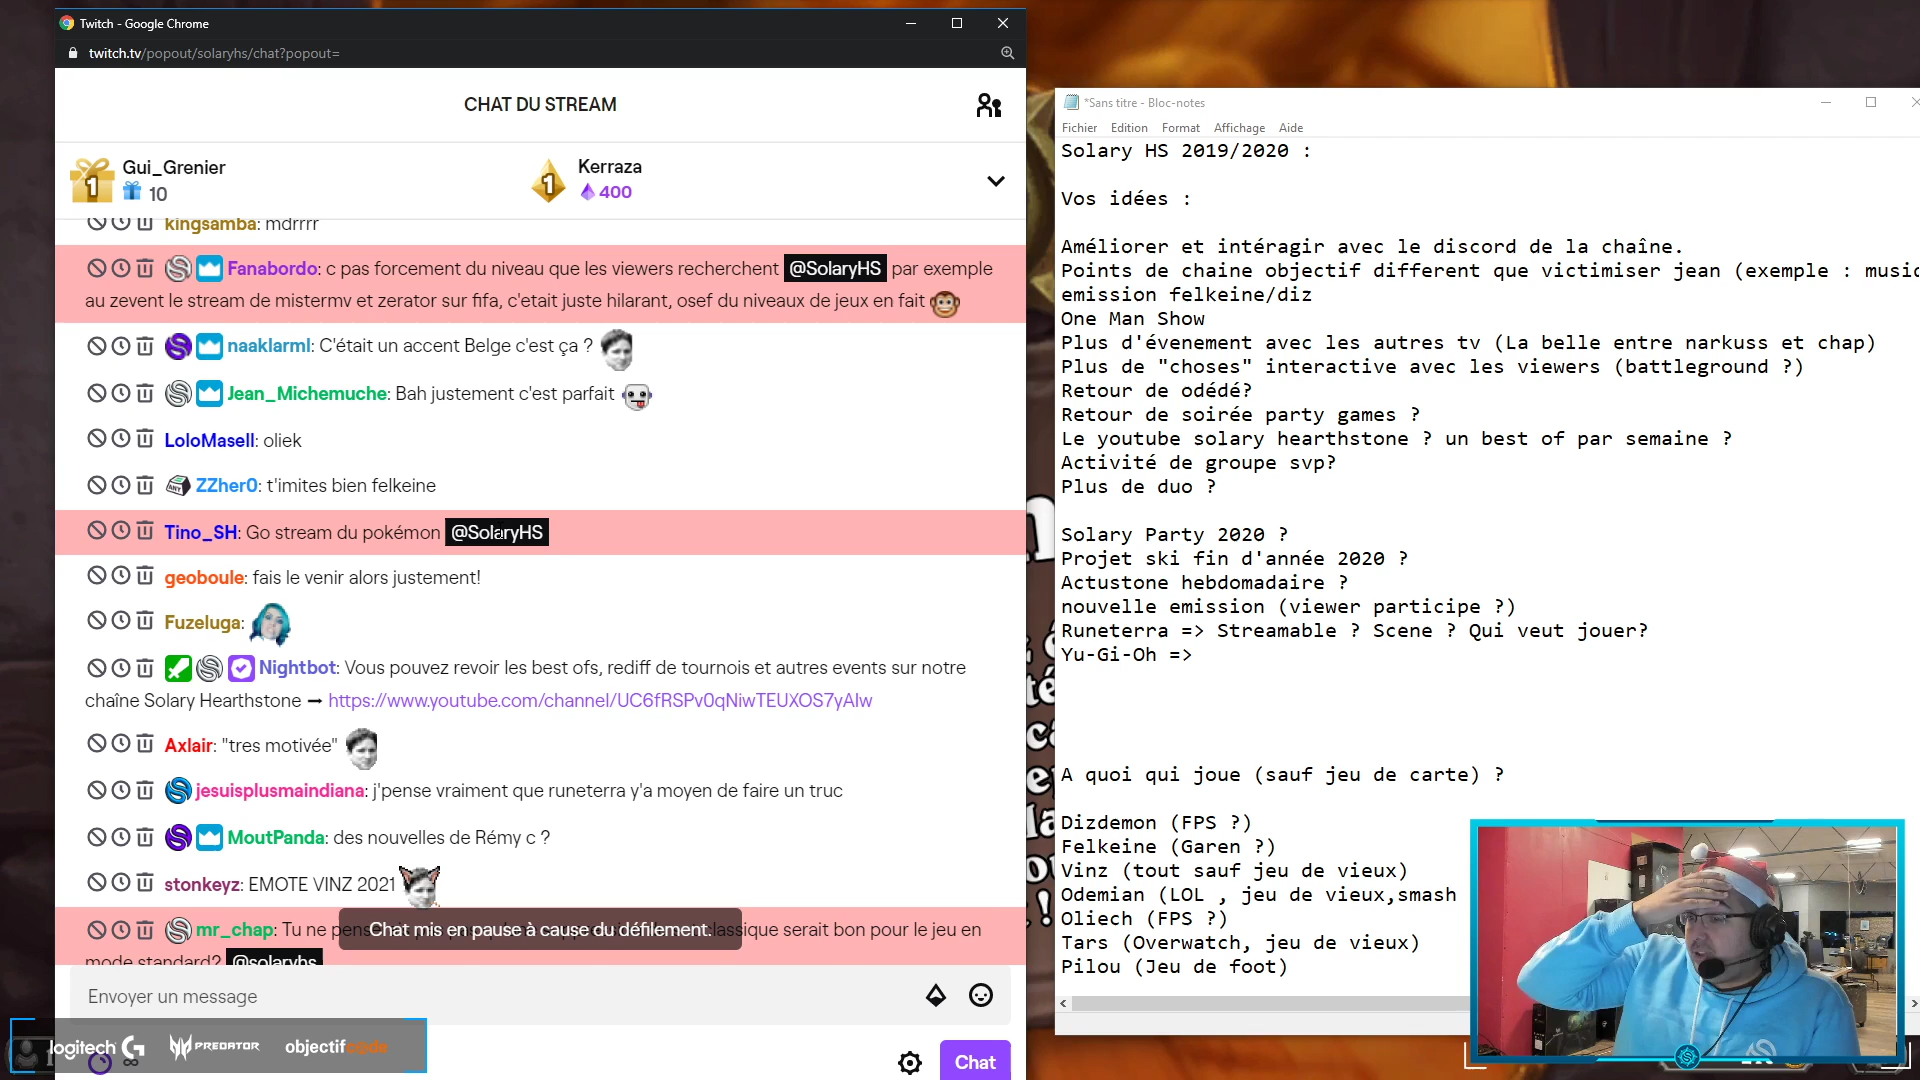 Twitch - Google Chrome
twitch.tv/popout/solaryhs/chat?popout=
CHAT DU STREAM
1 Gui_Grenier
10
1 Kerraza
400
kingsamba: mdrrrr
Fanabordo: c pas forcement du niveau que les viewers recherchent @SolaryHS par exemple
au zevent le stream de mistermv et zerator sur fifa, c'etait juste hilarant, osef du niveaux de jeux en fait
naaklarml: C'était un accent Belge c'est ça ?
Jean_Michemuche: Bah justement c'est parfait
LoloMasell: oliek
ZZher0: t'imites bien felkeine
Tino_SH: Go stream du pokémon @SolaryHS
geoboule: fais le venir alors justement!
Fuzeluga:
Nightbot: Vous pouvez revoir les best ofs, rediff de tournois et autres events sur notre
chaîne Solary Hearthstone ➞ https://www.youtube.com/channel/UC6fRSPv0qNiwTEUXOS7yAIw
Axlair: "tres motivée"
jesuisplusmaindiana: j'pense vraiment que runeterra y'a moyen de faire un truc
MoutPanda: des nouvelles de Rémy c ?
stonkeyz: EMOTE VINZ 2021
mr_chap: Tu ne serait bon pour le jeu en
Chat mis en pause à cause du défilement.
mode standard? @solaryhs
Envoyer un message
Chat
logitech G PREDATOR objectifcode
*Sans titre - Bloc-notes
Fichier Edition Format Affichage Aide
Solary HS 2019/2020 :
Vos idées :
Améliorer et intéragir avec le discord de la chaîne.
Points de chaine objectif different que victimiser jean (exemple : music
emission felkeine/diz
One Man Show
Plus d'évenement avec les autres tv (La belle entre narkuss et chap)
Plus de "choses" interactive avec les viewers (battleground ?)
Retour de odédé?
Retour de soirée party games ?
Le youtube solary hearthstone ? un best of par semaine ?
Activité de groupe svp?
Plus de duo ?
Solary Party 2020 ?
Projet ski fin d'année 2020 ?
Actustone hebdomadaire ?
nouvelle emission (viewer participe ?)
Runeterra => Streamable ? Scene ? Qui veut jouer?
Yu-Gi-Oh =>
A quoi qui joue (sauf jeu de carte) ?
Dizdemon (FPS ?)
Felkeine (Garen ?)
Vinz (tout sauf jeu de vieux)
Odemian (LOL , jeu de vieux,smash
Oliech (FPS ?)
Tars (Overwatch, jeu de vieux)
Pilou (Jeu de foot)